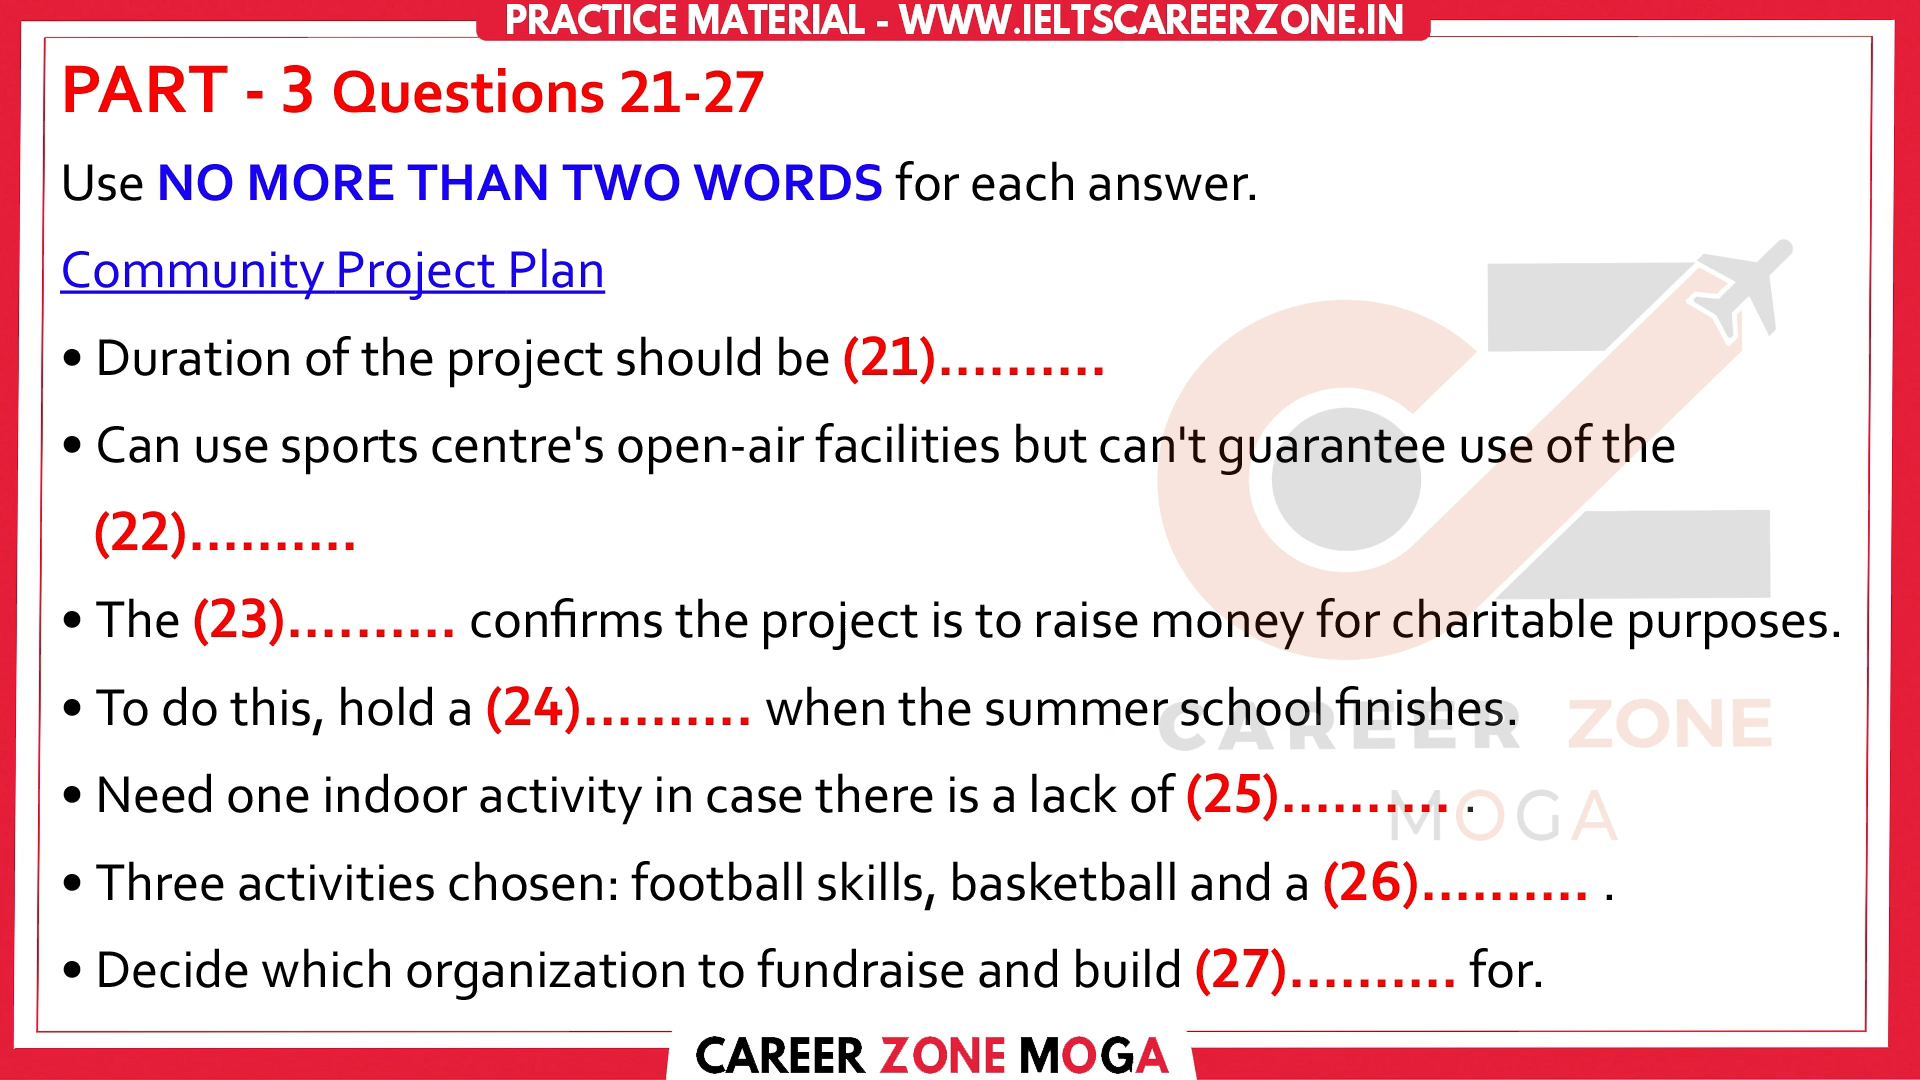 PRACTICE MATERIAL - WWW.IELTSCAREERZONE.IN
PART - 3 Questions 21-27
Use NO MORE THAN TWO WORDS for each answer.
Community Project Plan
• Duration of the project should be (21)..........
• Can use sports centre's open-air facilities but can't guarantee use of the
(22)..........
• The (23).......... confirms the project is to raise money for charitable purposes.
• To do this, hold a (24).......... when the summer school finishes.
CAREER ZONE
• Need one indoor activity in case there is a lack of (25).......... .
MOGA
• Three activities chosen: football skills, basketball and a (26).......... .
• Decide which organization to fundraise and build (27).......... for.
CAREER ZONE MOGA